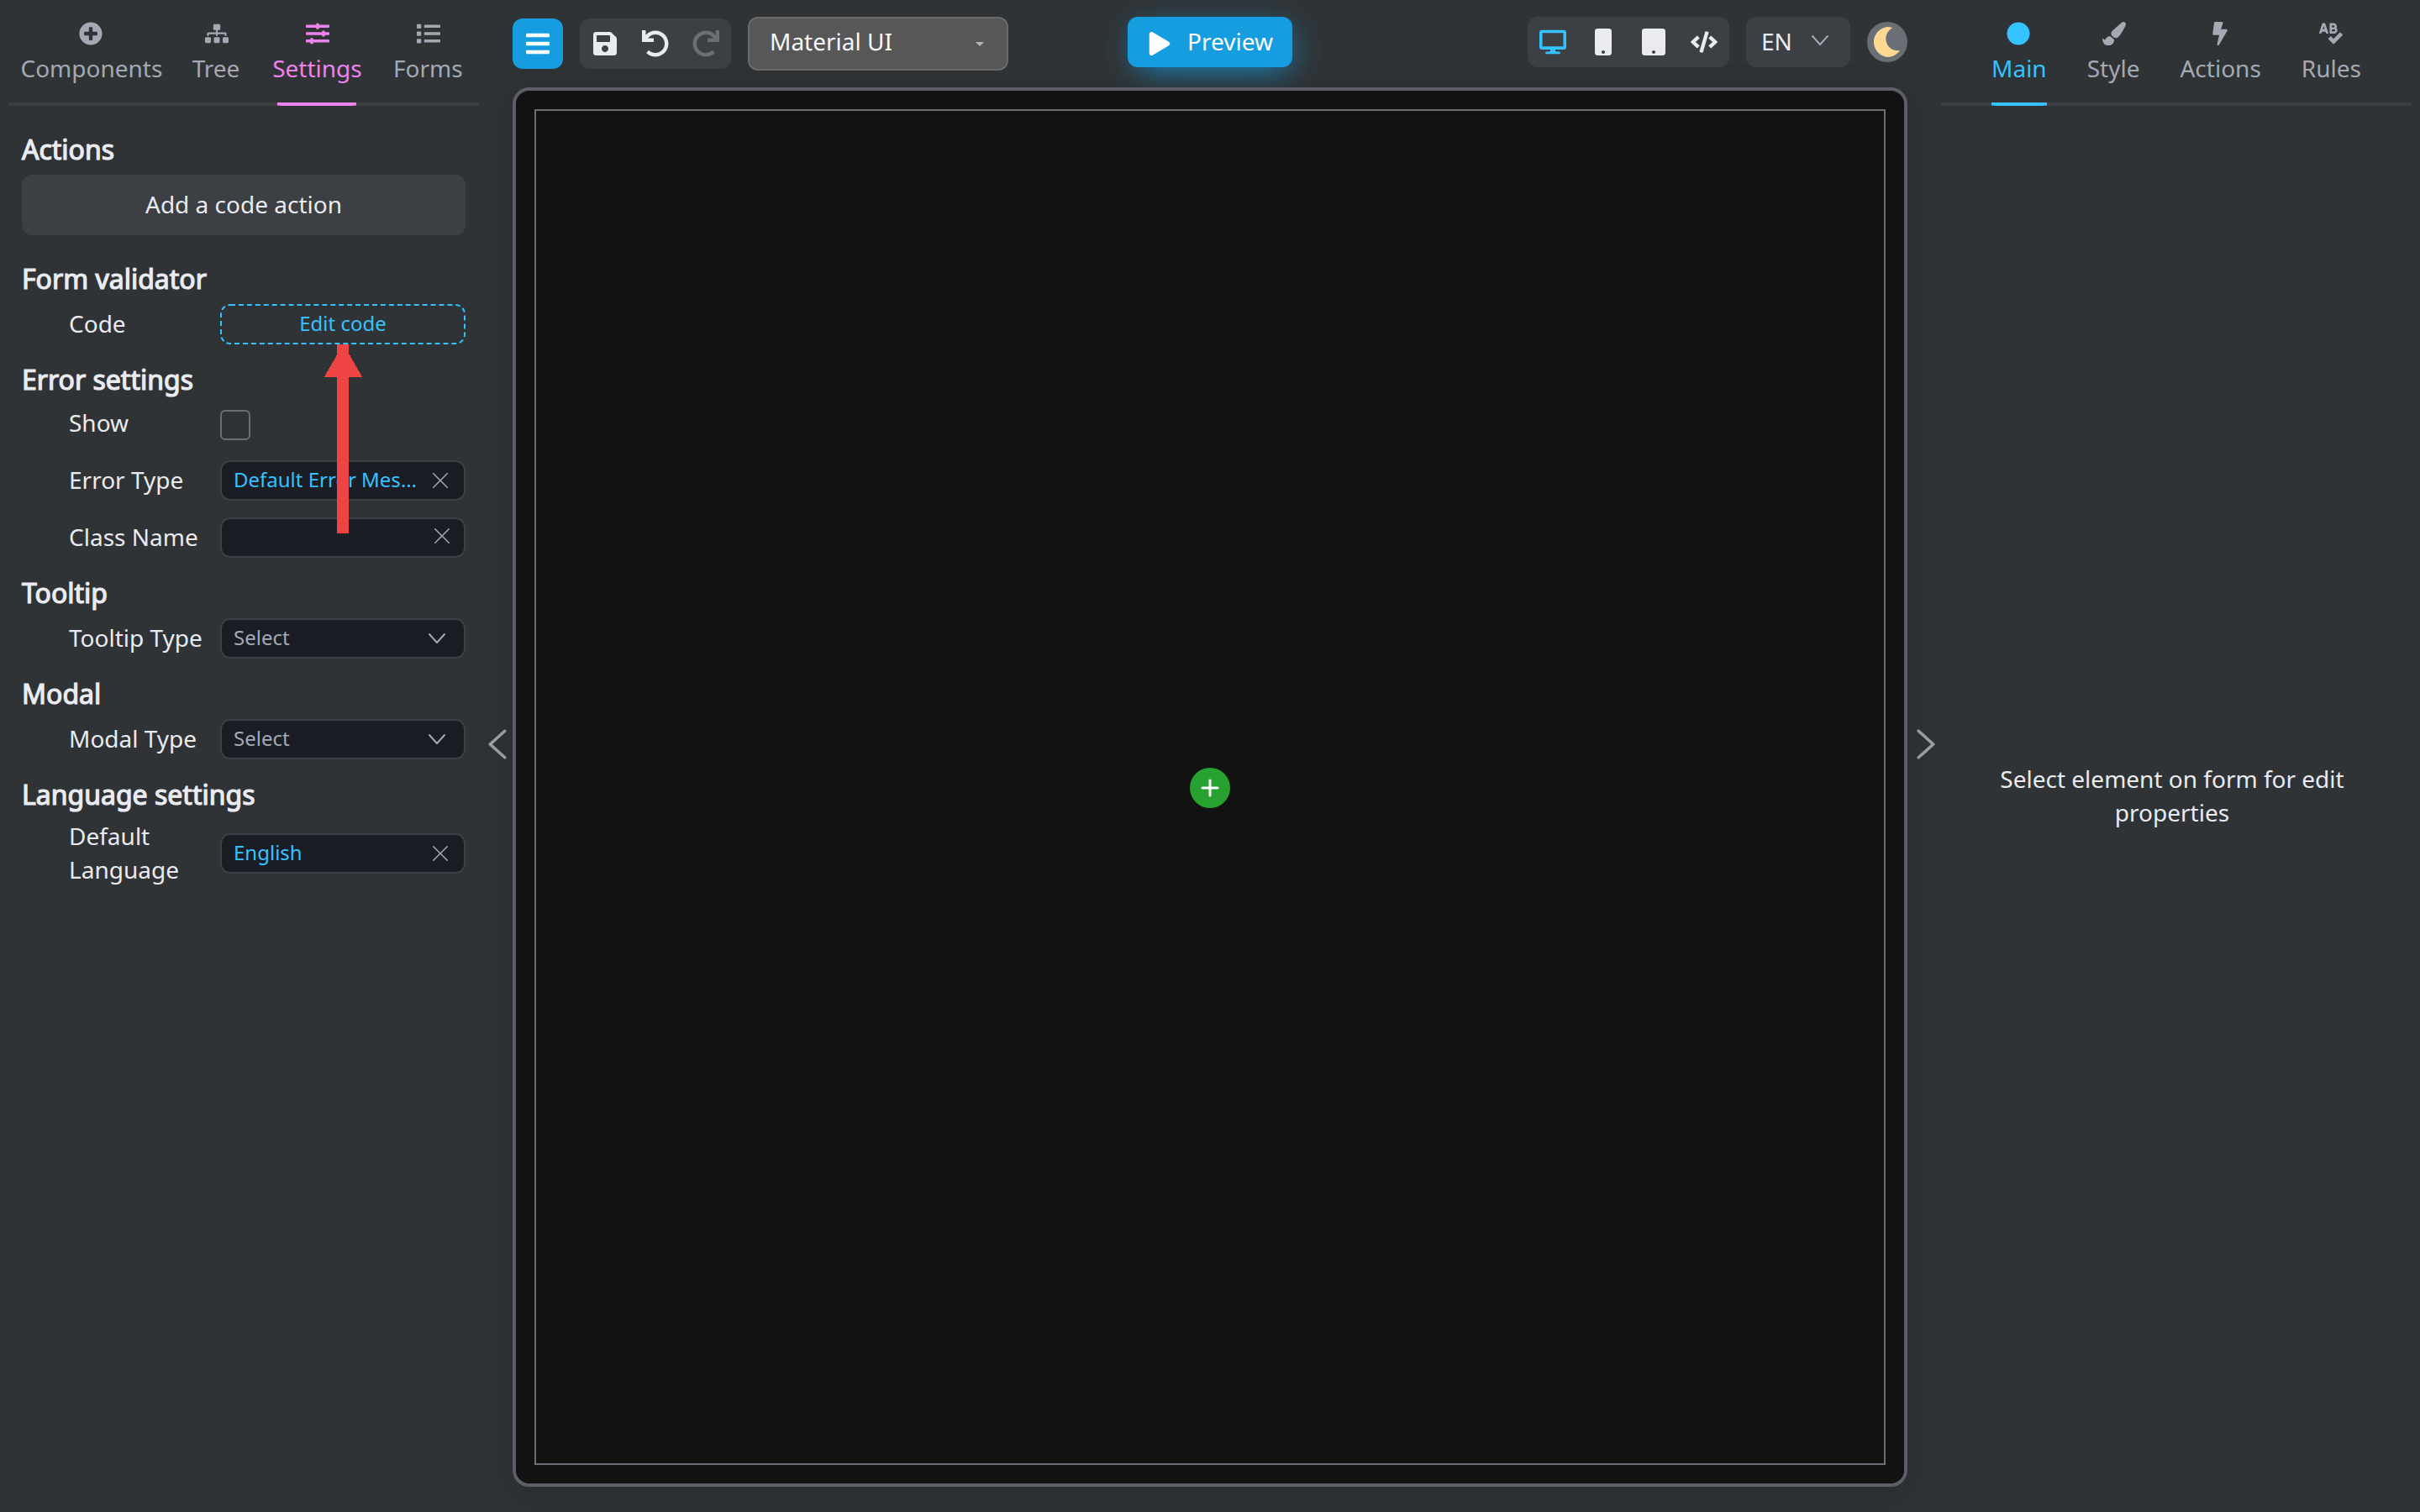 Components Tree Settings Forms
Material UI
Preview
EN
Main Style Actions Rules
Actions
Add a code action
Form validator
Code Edit code
Error settings
Show
Error Type Default Error Mes...
Class Name
Tooltip
Tooltip Type Select
Modal
Modal Type Select
Language settings
Default
Language
English
Select element on form for edit
properties